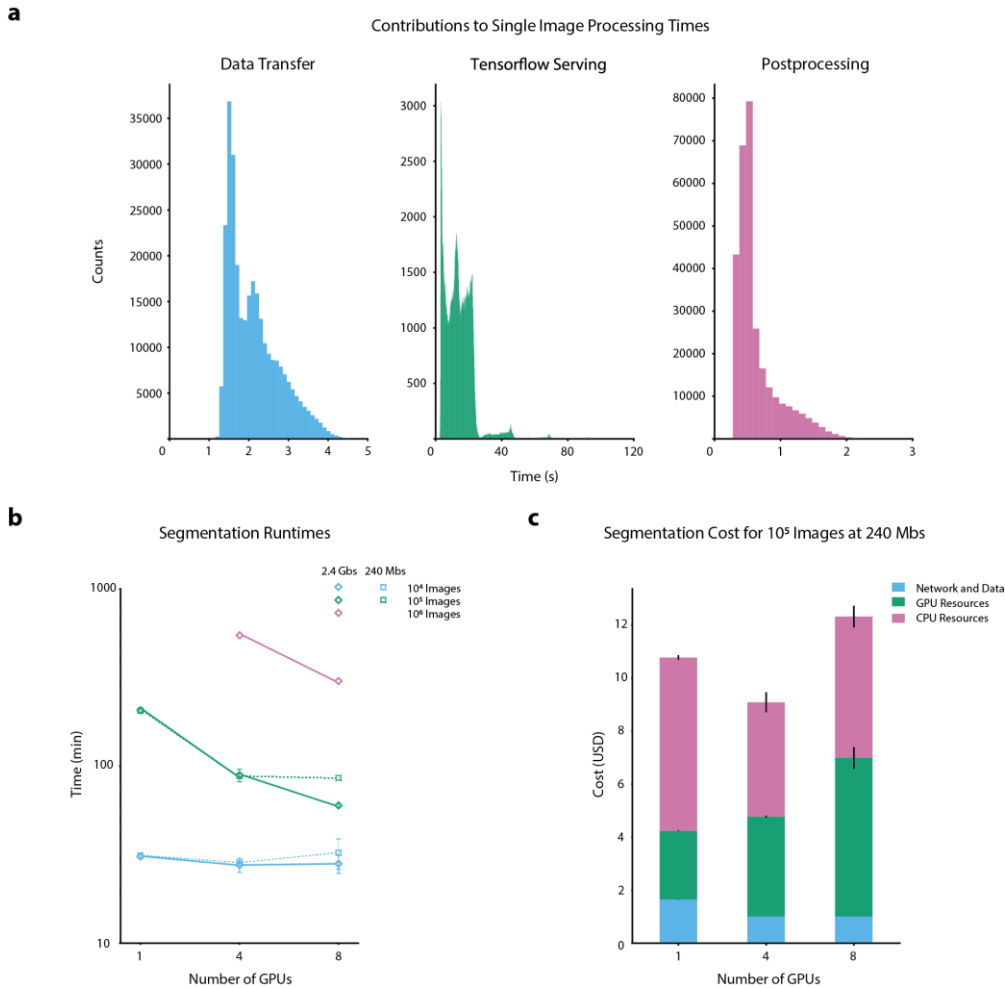 a
Contributions to Single Image Processing Times
Data Transfer
Tensorflow Serving
Postprocessing
Counts
35000
30000
25000
20000
15000
10000
5000
0
1
2
3
4
5
3000
2500
2000
1500
1000
500
0
40
80
120
Time (s)
80000
70000
60000
50000
40000
30000
20000
10000
0
1
2
3
b
Segmentation Runtimes
2.4 Gbs 240 Mbs
10⁴ Images
10⁵ Images
10⁶ Images
Time (min)
1000
100
10
1
4
8
Number of GPUs
c
Segmentation Cost for 10⁵ Images at 240 Mbs
Network and Data
GPU Resources
CPU Resources
Cost (USD)
12
10
8
6
4
2
0
1
4
8
Number of GPUs